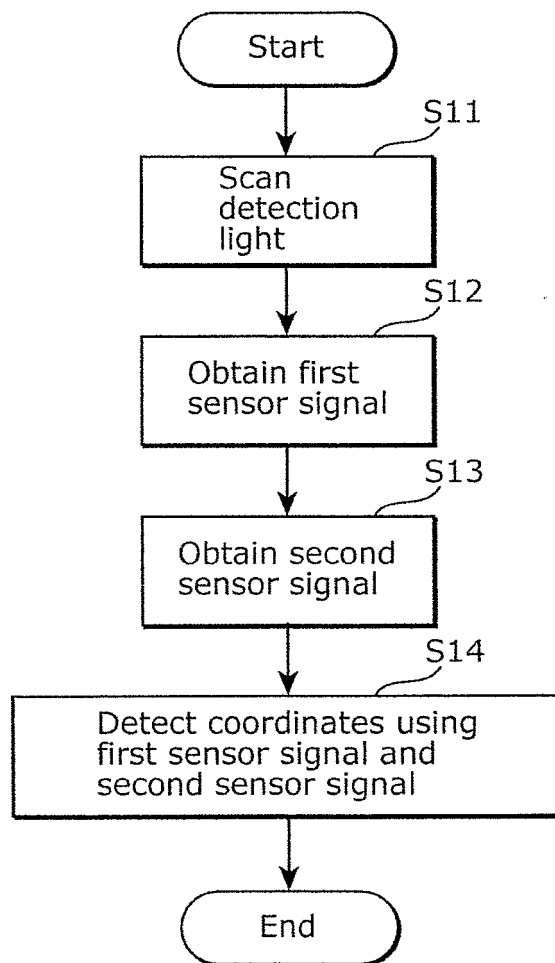 Start
S11
Scan
detection
light
S12
Obtain first
sensor signal
S13
Obtain second
sensor signal
S14
Detect coordinates using
first sensor signal and
second sensor signal
End